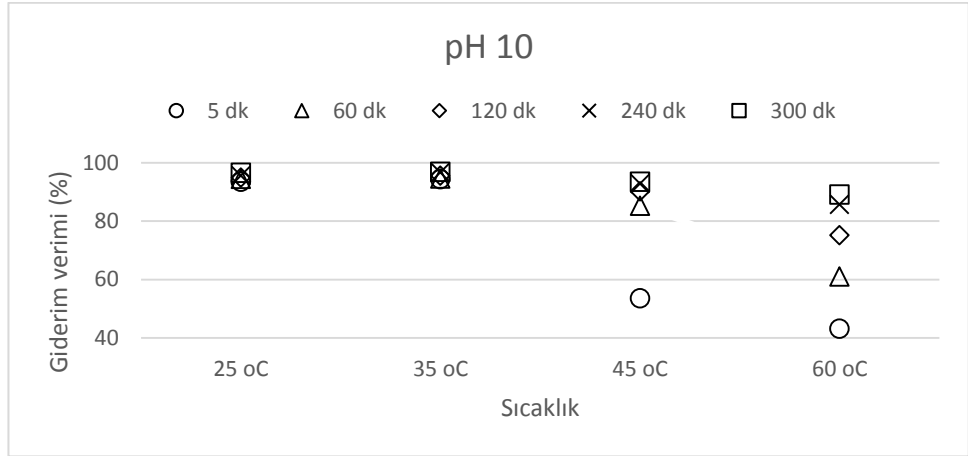 pH 10
5 dk 60 dk 120 dk 240 dk 300 dk
Giderim verimi (%)
100
80
60
40
25 oC 35 oC 45 oC 60 oC
Sıcaklık